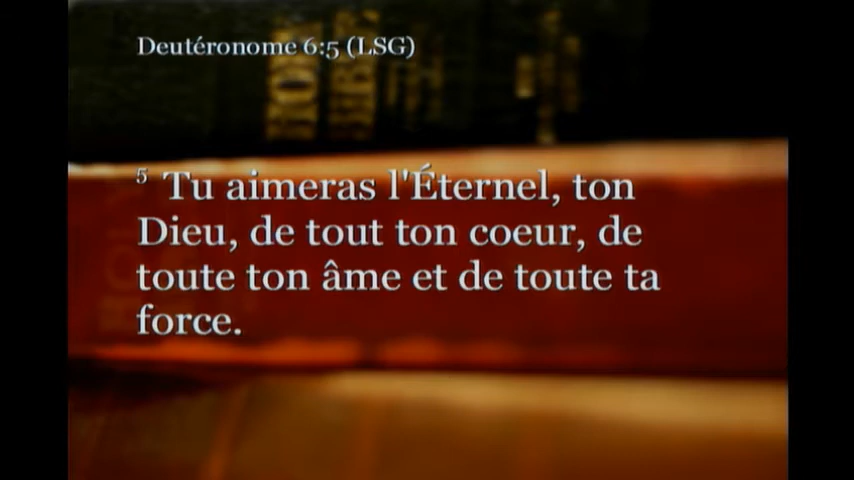 Deutéronome 6:5 (LSG)
5 Tu aimeras l'Éternel, ton
Dieu, de tout ton coeur, de
toute ton âme et de toute ta
force.